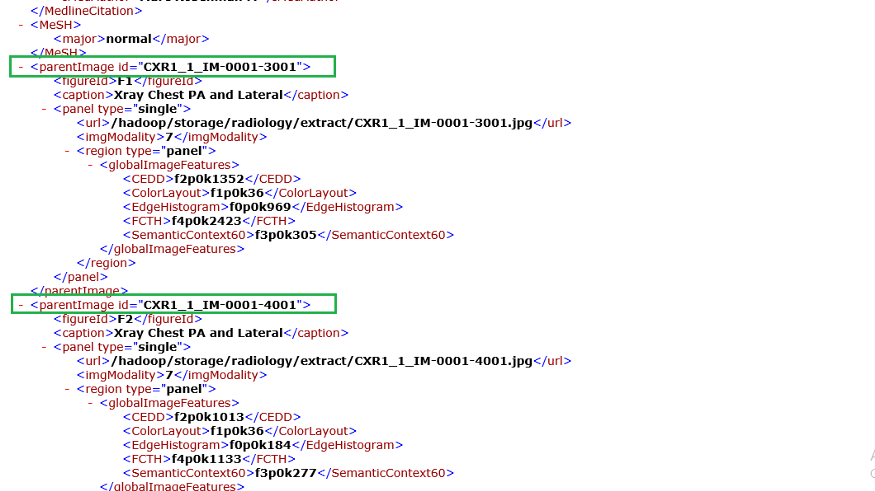 </MedlineCitation>
- <MeSH>
<major>normal</major>
</MeSH>
- <parentImage id="CXR1_1_IM-0001-3001">
<figureId>F1</figureId>
<caption>Xray Chest PA and Lateral</caption>
- <panel type="single">
<url>/hadoop/storage/radiology/extract/CXR1_1_IM-0001-3001.jpg</url>
<imgModality>7</imgModality>
- <region type="panel">
- <globalImageFeatures>
<CEDD>f2p0k1352</CEDD>
<ColorLayout>f1p0k36</ColorLayout>
<EdgeHistogram>f0p0k969</EdgeHistogram>
<FCTH>f4p0k2423</FCTH>
<SemanticContext60>f3p0k305</SemanticContext60>
</globalImageFeatures>
</region>
</panel>
</parentImage>
- <parentImage id="CXR1_1_IM-0001-4001">
<figureId>F2</figureId>
<caption>Xray Chest PA and Lateral</caption>
- <panel type="single">
<url>/hadoop/storage/radiology/extract/CXR1_1_IM-0001-4001.jpg</url>
<imgModality>7</imgModality>
- <region type="panel">
- <globalImageFeatures>
<CEDD>f2p0k1013</CEDD>
<ColorLayout>f1p0k36</ColorLayout>
<EdgeHistogram>f0p0k184</EdgeHistogram>
<FCTH>f4p0k1133</FCTH>
<SemanticContext60>f3p0k277</SemanticContext60>
</globalImageFeatures>